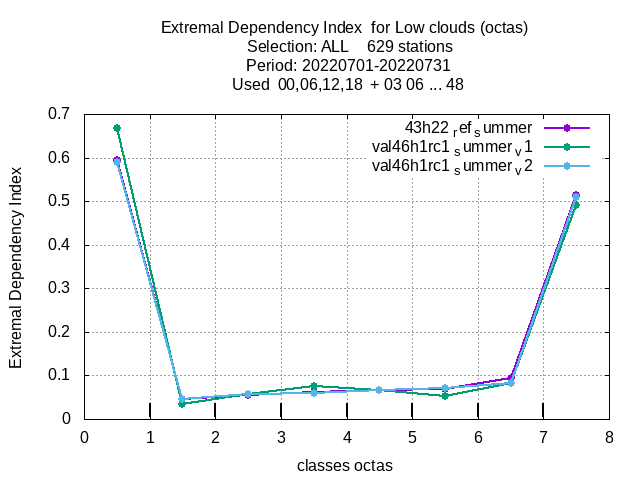 Extremal Dependency Index  for Low clouds (octas)
Selection: ALL    629 stations
Period: 20220701-20220731
Used  00,06,12,18  + 03 06 ... 48
43h22 ref summer
val46h1rc1 summer v1
val46h1rc1 summer v2
Extremal Dependency Index
0.7
0.6
0.5
0.4
0.3
0.2
0.1
0
0 1 2 3 4 5 6 7 8
classes octas